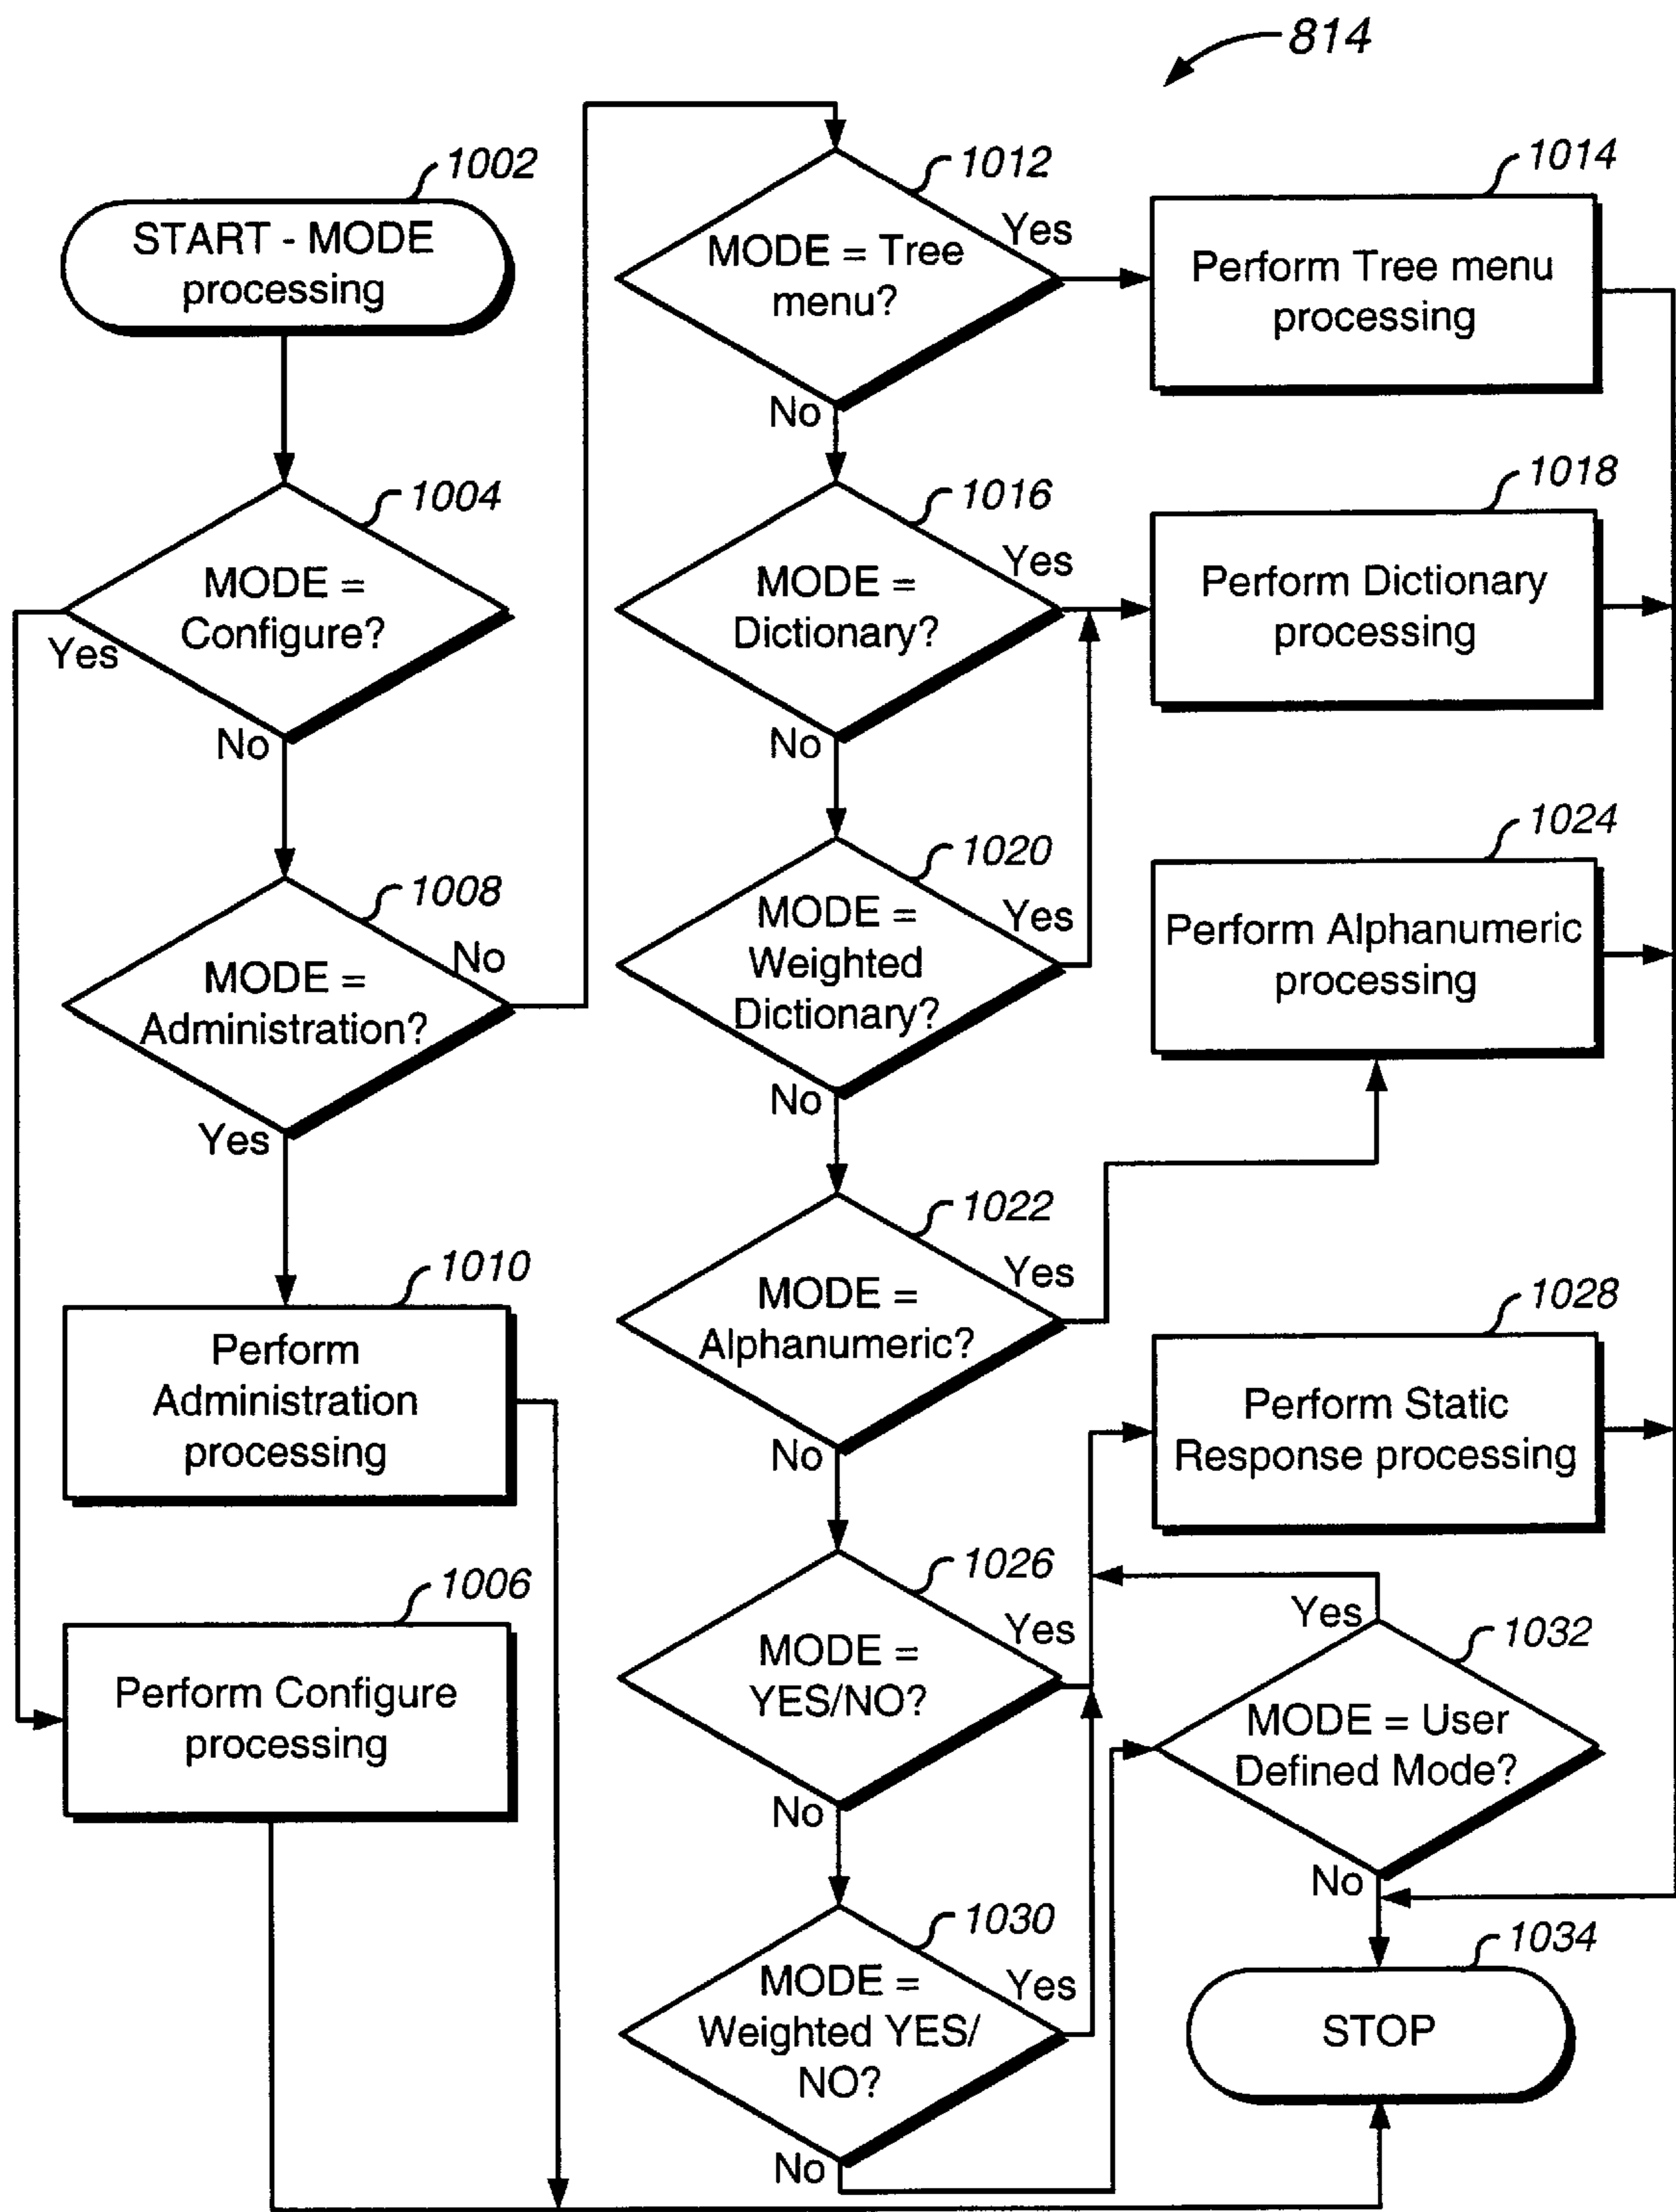 814
1002
START - MODE
processing
1004
MODE =
Configure?
Yes
No
1008
MODE =
Administration?
No
Yes
1010
Perform
Administration
processing
1006
Perform Configure
processing
1012
MODE = Tree
menu?
Yes
No
1014
Perform Tree menu
processing
1016
MODE =
Dictionary?
Yes
No
1018
Perform Dictionary
processing
1020
MODE =
Weighted
Dictionary?
Yes
No
1022
MODE =
Alphanumeric?
Yes
No
1024
Perform Alphanumeric
processing
1026
MODE =
YES/NO?
Yes
No
1028
Perform Static
Response processing
1030
MODE =
Weighted YES/
NO?
Yes
No
1032
MODE = User
Defined Mode?
Yes
No
1034
STOP